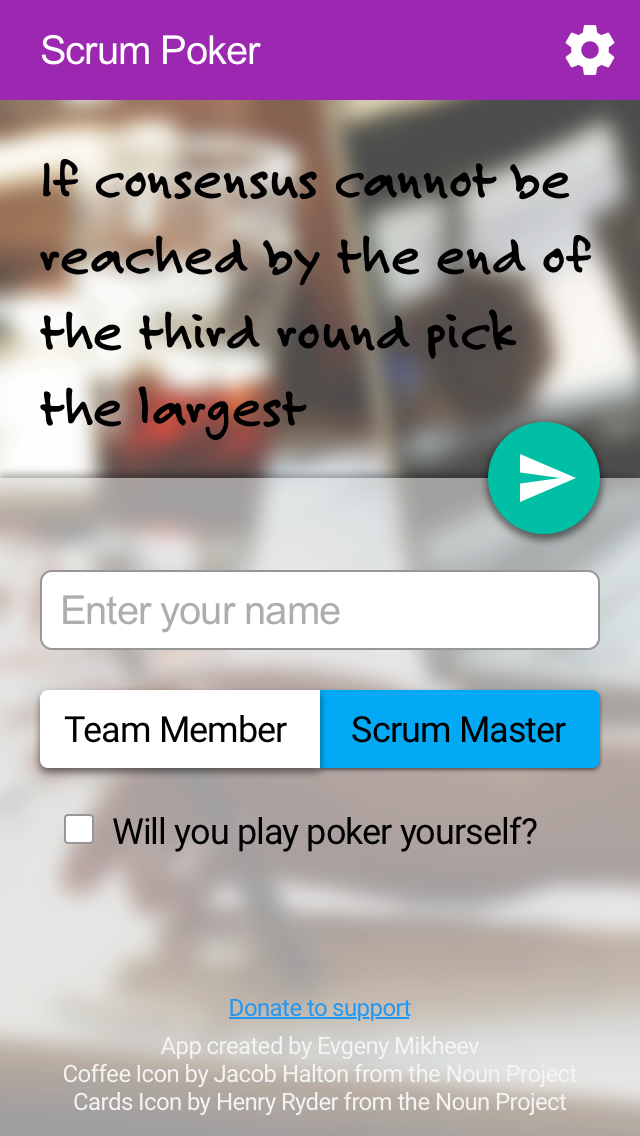 Scrum Poker
If consensus cannot be
reached by the end of
the third round pick
the largest
Enter your name
Team Member
Scrum Master
Will you play poker yourself?
Donate to support
App created by Evgeny Mikheev
Coffee Icon by Jacob Halton from the Noun Project
Cards Icon by Henry Ryder from the Noun Project